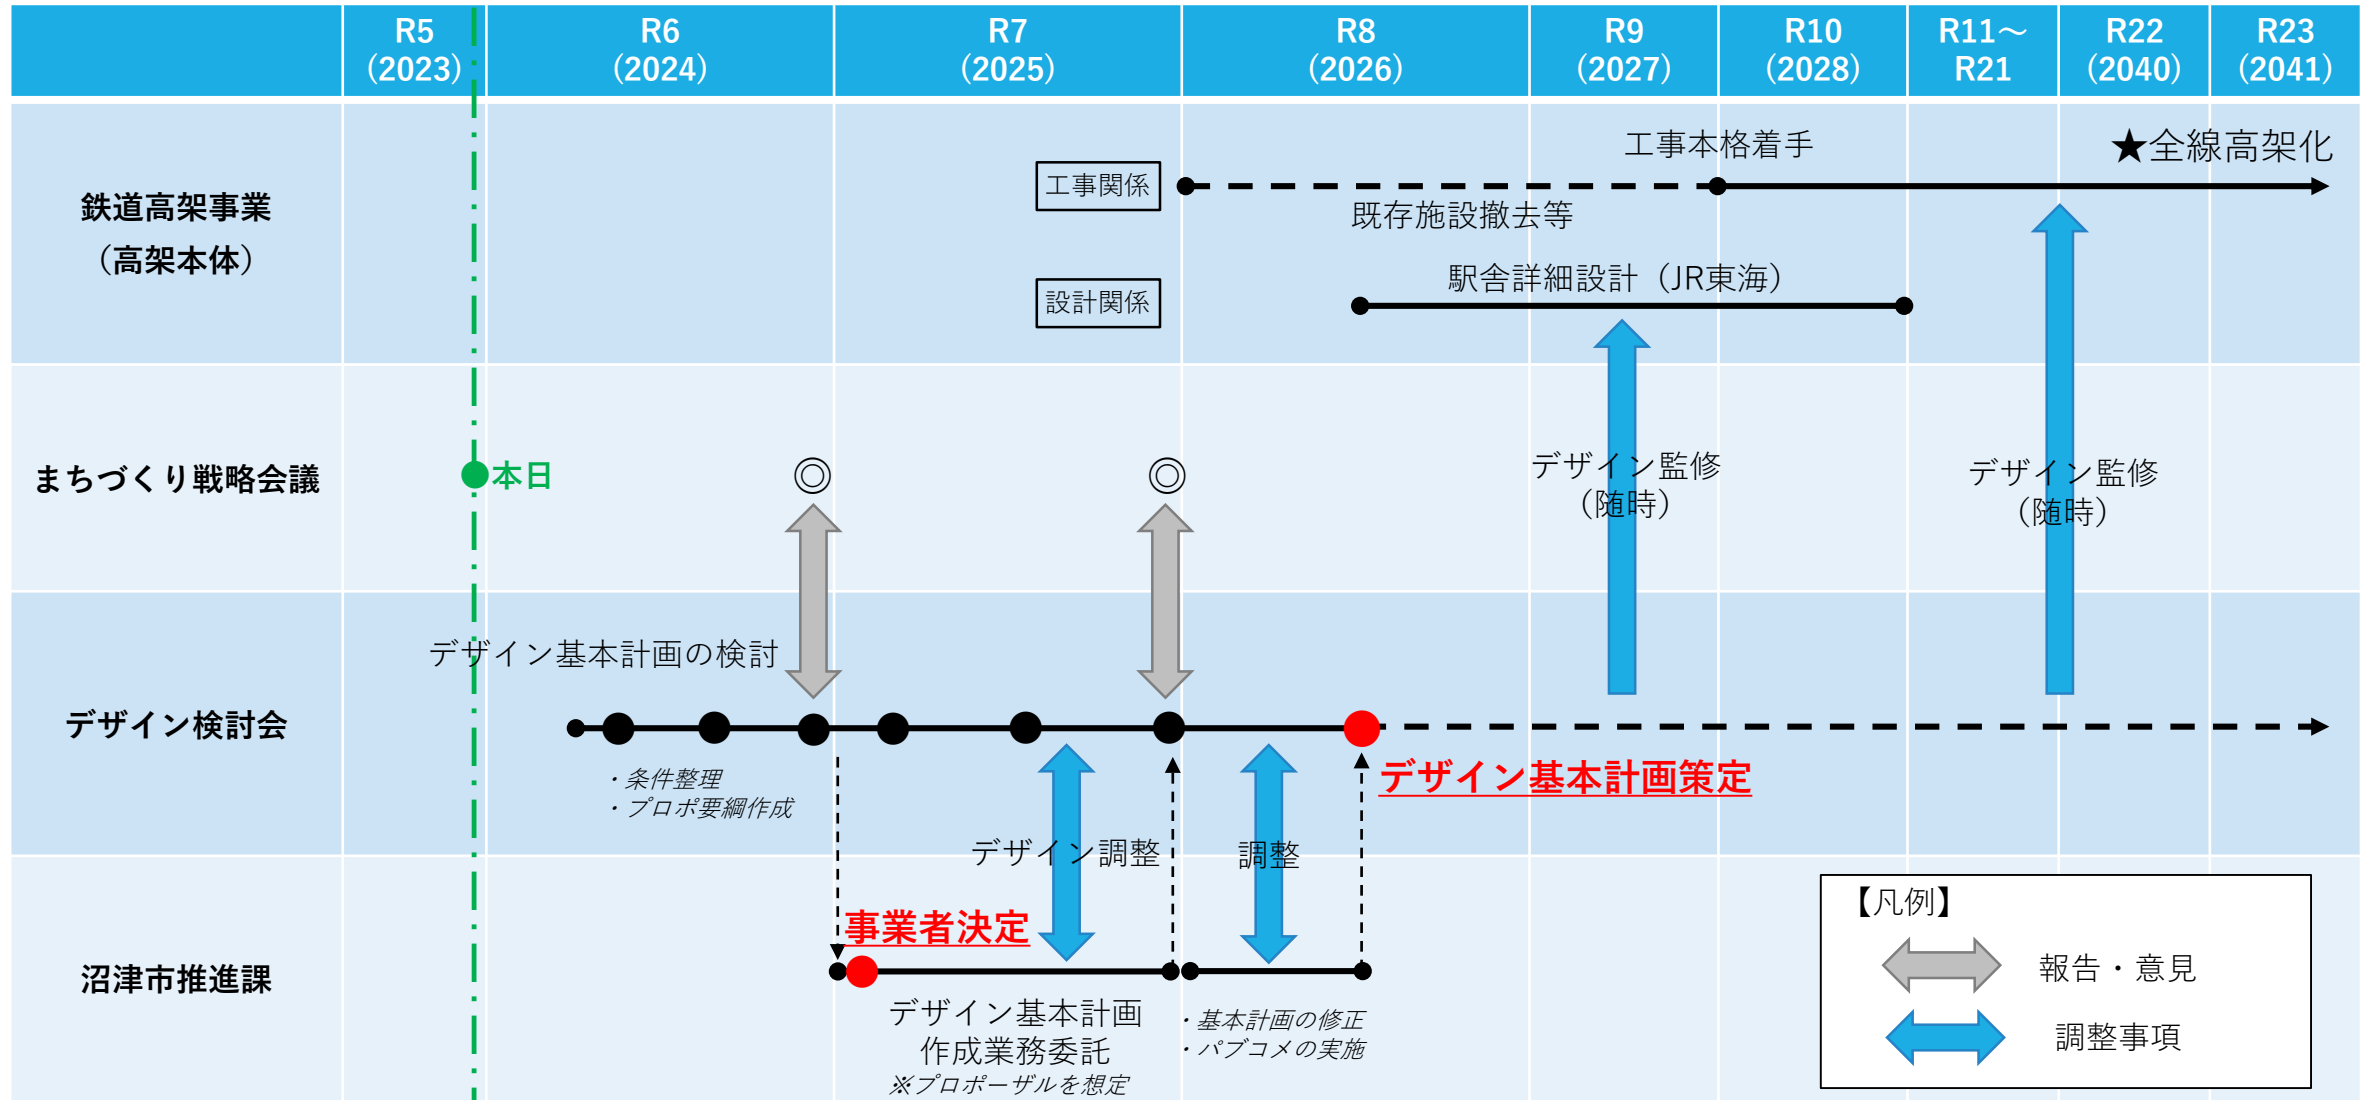 R5
（2023）
R6
（2024）
R7
（2025）
R8
（2026）
R9
（2027）
R10
（2028）
R11～
R21
R22
（2040）
R23
（2041）
鉄道高架事業
（高架本体）
工事関係
工事本格着手
★全線高架化
既存施設撤去等
設計関係
駅舎詳細設計（JR東海）
まちづくり戦略会議
本日
◎
◎
デザイン監修
（随時）
デザイン監修
（随時）
デザイン検討会
デザイン基本計画の検討
・条件整理
・プロポ要綱作成
デザイン基本計画策定
デザイン調整
調整
沼津市推進課
事業者決定
デザイン基本計画
作成業務委託
※プロポーザルを想定
・基本計画の修正
・パブコメの実施
【凡例】
報告・意見
調整事項